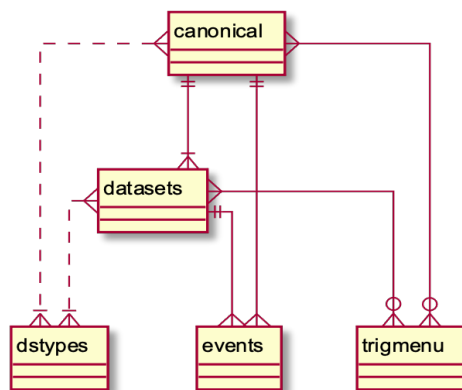 canonical
datasets
dstypes
events
trigmenu